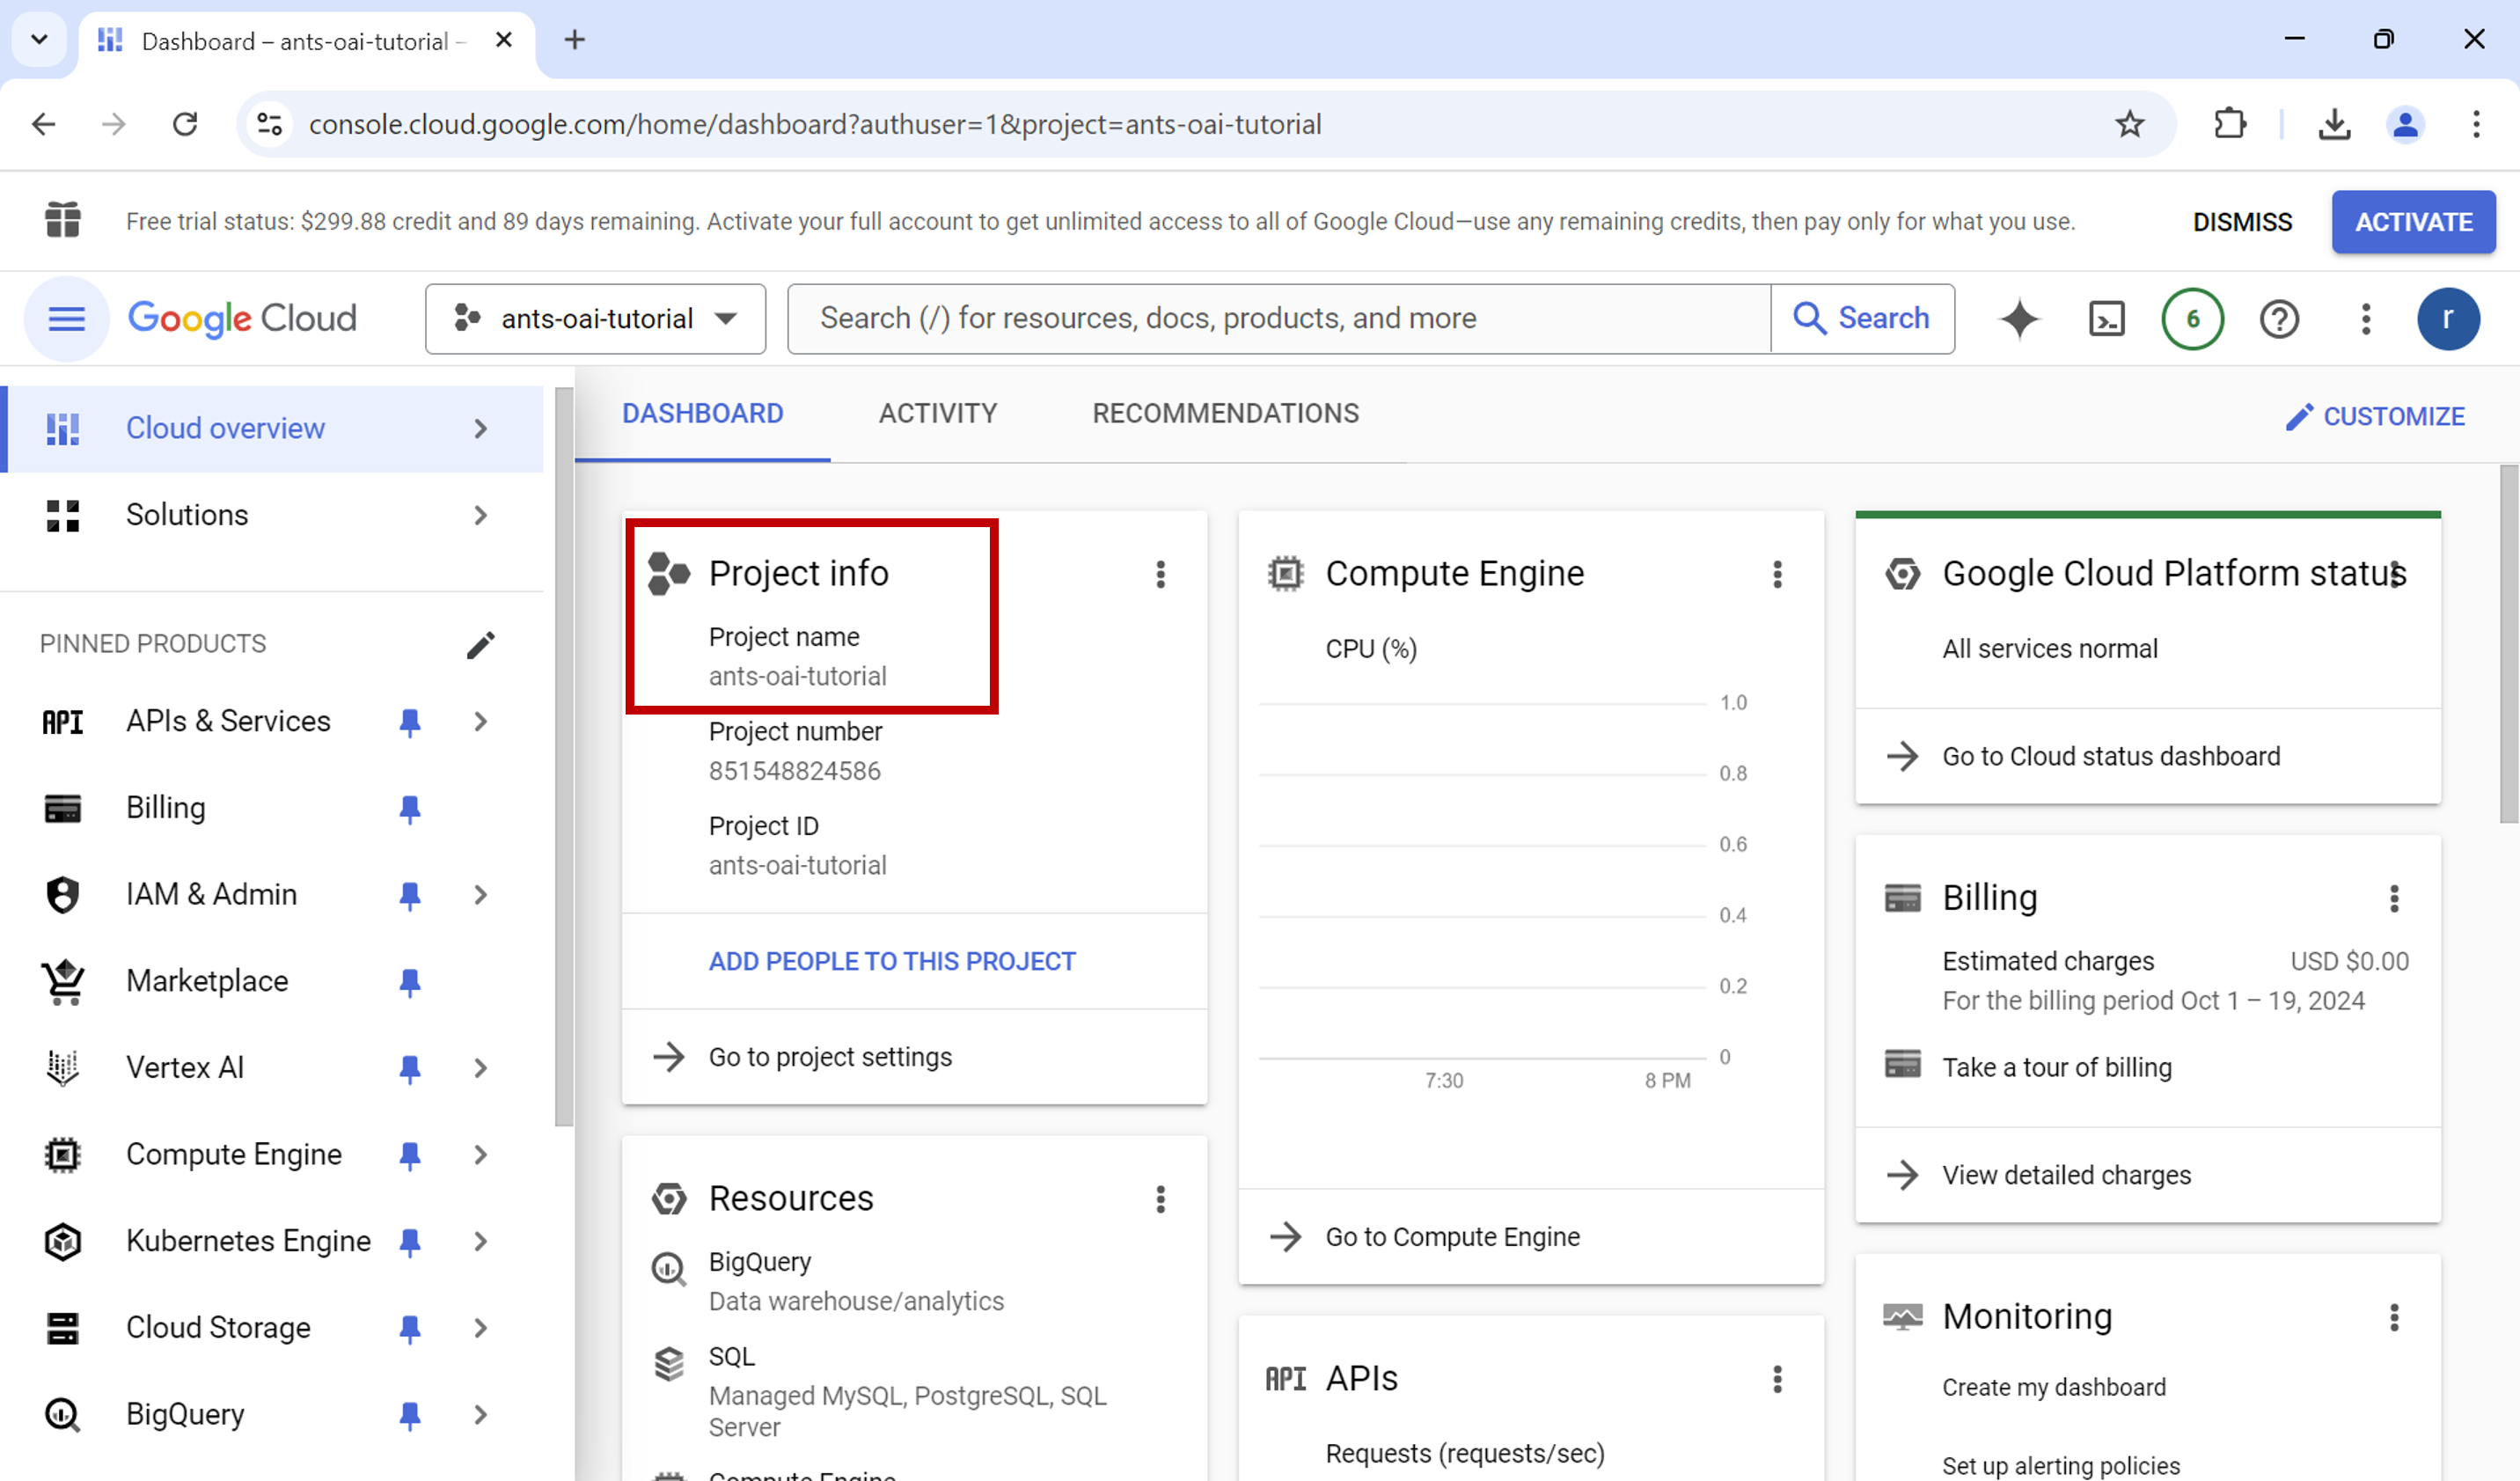 Dashboard – ants-oai-tutorial –
console.cloud.google.com/home/dashboard?authuser=1&project=ants-oai-tutorial
Free trial status: $299.88 credit and 89 days remaining. Activate your full account to get unlimited access to all of Google Cloud—use any remaining credits, then pay only for what you use.
DISMISS
ACTIVATE
Google Cloud
ants-oai-tutorial
Search (/) for resources, docs, products, and more
Search
6
r
Cloud overview
Solutions
PINNED PRODUCTS
API APIs & Services
Billing
IAM & Admin
Marketplace
Vertex AI
Compute Engine
Kubernetes Engine
Cloud Storage
BigQuery
DASHBOARD
ACTIVITY
RECOMMENDATIONS
CUSTOMIZE
Project info
Project name
ants-oai-tutorial
Project number
851548824586
Project ID
ants-oai-tutorial
ADD PEOPLE TO THIS PROJECT
Go to project settings
Resources
BigQuery
Data warehouse/analytics
SQL
Managed MySQL, PostgreSQL, SQL
Server
Compute Engine
Compute Engine
CPU (%)
1.0
0.8
0.6
0.4
0.2
0
7:30
8 PM
Go to Compute Engine
API APIs
Requests (requests/sec)
Google Cloud Platform status
All services normal
Go to Cloud status dashboard
Billing
Estimated charges
USD $0.00
For the billing period Oct 1 – 19, 2024
Take a tour of billing
View detailed charges
Monitoring
Create my dashboard
Set up alerting policies